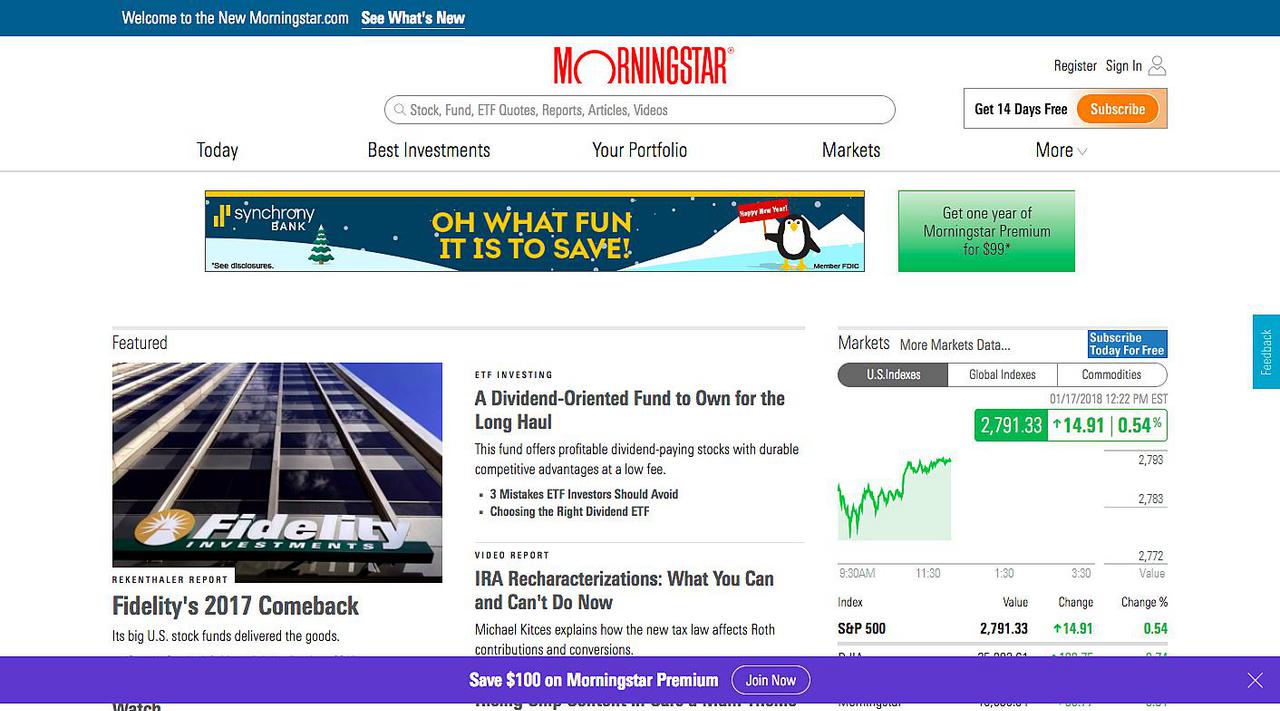 Welcome to the New Morningstar.com See What's New
MORNINGSTAR®
Register Sign In
Stock, Fund, ETF Quotes, Reports, Articles, Videos
Get 14 Days Free Subscribe
Today Best Investments Your Portfolio Markets More
synchrony
BANK
OH WHAT FUN
IT IS TO SAVE!
Happy New Year!
*See disclosures.
Member FDIC
Get one year of
Morningstar Premium
for $99.*
Feedback
Featured
Fidelity
INVESTMENTS
REKENTHALER REPORT
Fidelity's 2017 Comeback
Its big U.S. stock funds delivered the goods.
Watch
ETF INVESTING
A Dividend-Oriented Fund to Own for the
Long Haul
This fund offers profitable dividend-paying stocks with durable
competitive advantages at a low fee.
3 Mistakes ETF Investors Should Avoid
Choosing the Right Dividend ETF
VIDEO REPORT
IRA Recharacterizations: What You Can
and Can't Do Now
Michael Kitces explains how the new tax law affects Roth
contributions and conversions.
Markets More Markets Data...
Subscribe
Today For Free
U.S.Indexes Global Indexes Commodities
01/17/2018 12:22 PM EST
2,791.33 ↑14.91 | 0.54%
2,793
2,783
2,772
9:30AM 11:30 1:30 3:30 Value
Index Value Change Change %
S&P 500 2,791.33 ↑14.91 0.54
Save $100 on Morningstar Premium Join Now